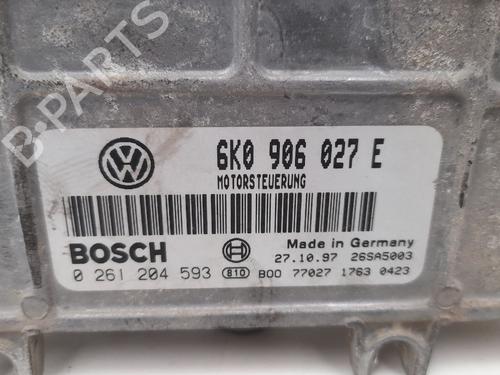 B-PARTS
6K0 906 027 E
MOTORSTEUERUNG
BOSCH
Made in Germany
27.10.97 26SA5003
0 261 204 593 810 B00 77027 1763 0423